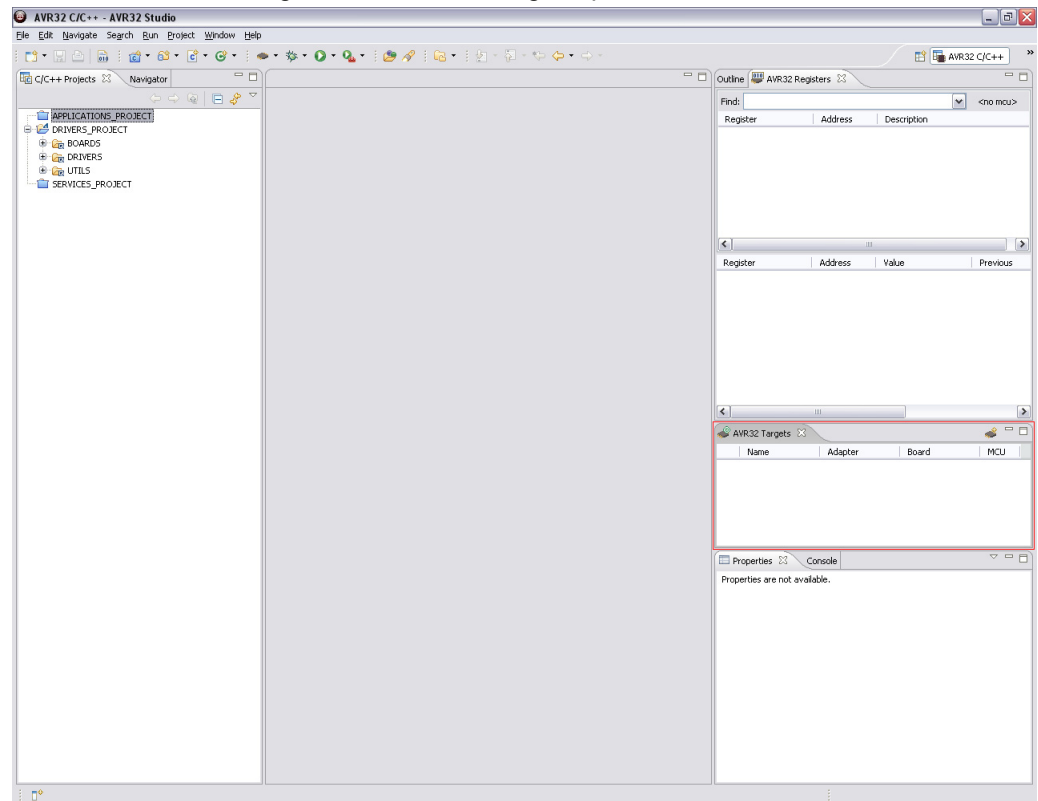 AVR32 C/C++ - AVR32 Studio
File Edit Navigate Search Run Project Window Help
AVR32 C/C++ »
C/C++ Projects Navigator
APPLICATIONS_PROJECT
DRIVERS_PROJECT
BOARDS
DRIVERS
UTILS
SERVICES_PROJECT
Outline AVR32 Registers
Find: <no mcu>
Register Address Description
Register Address Value Previous
AVR32 Targets
Name Adapter Board MCU
Properties Console
Properties are not available.